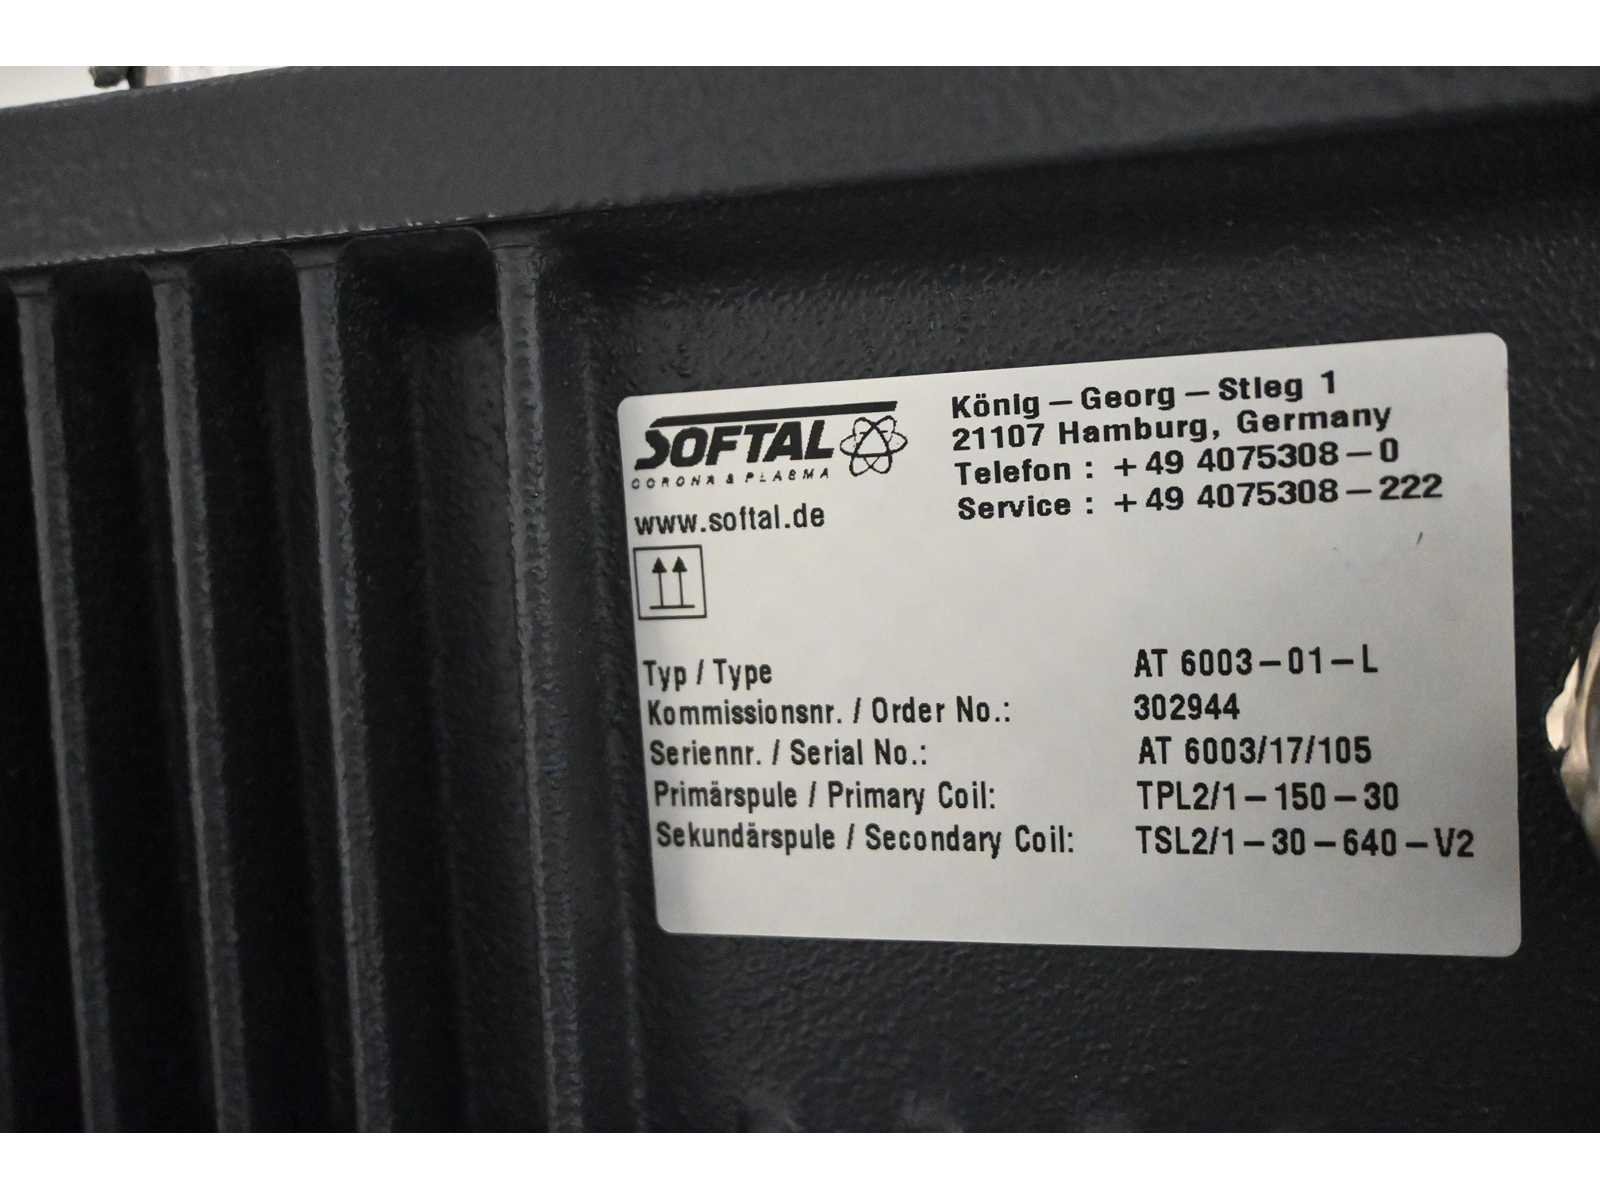 SOFTAL
CORONA & PLASMA
www.softal.de
König – Georg – Stieg 1
21107 Hamburg, Germany
Telefon : +49 4075308 – 0
Service : +49 4075308 – 222
Typ / Type AT 6003 – 01 – L
Kommissionsnr. / Order No.: 302944
Seriennr. / Serial No.: AT 6003/17/105
Primärspule / Primary Coil: TPL2/1 – 150 – 30
Sekundärspule / Secondary Coil: TSL2/1 – 30 – 640 – V2